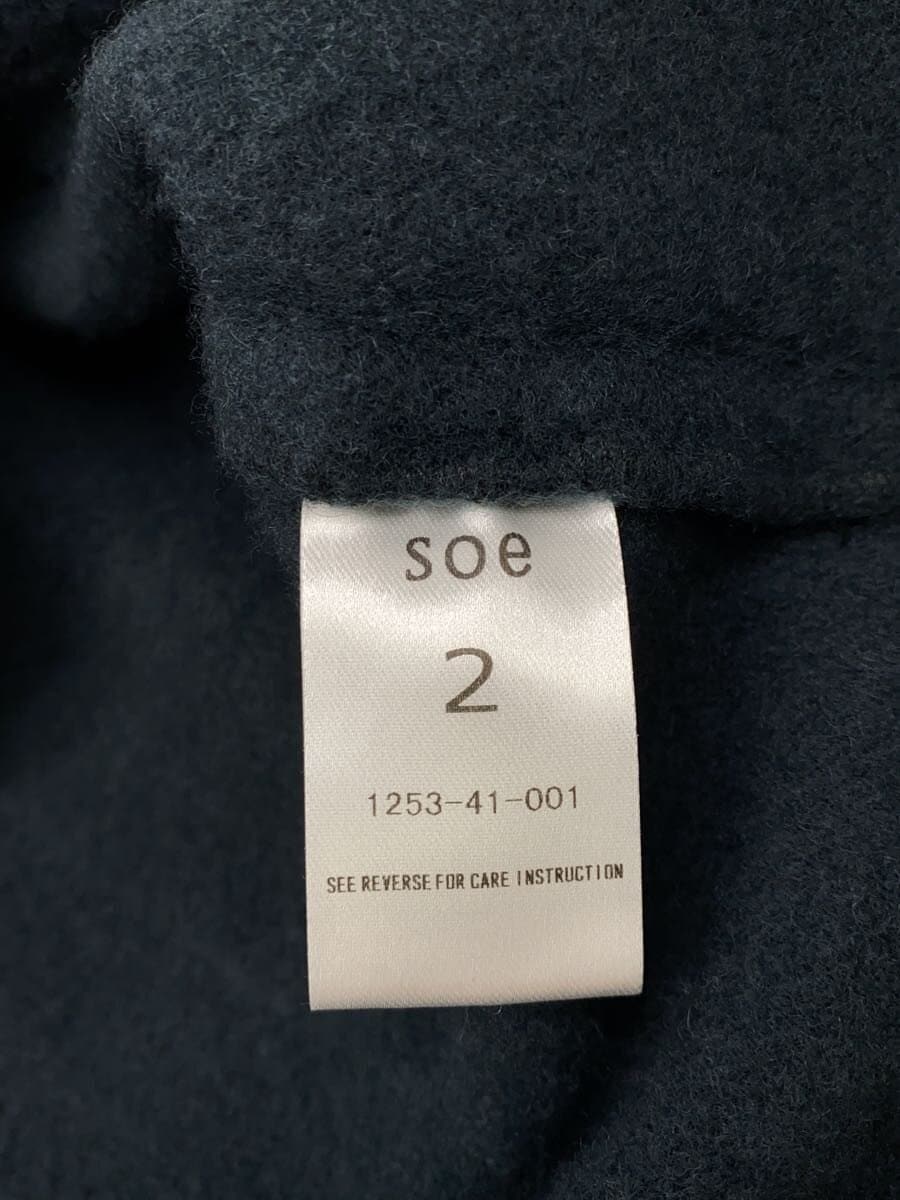 soe
2
1253-41-001
SEE REVERSE FOR CARE INSTRUCTION